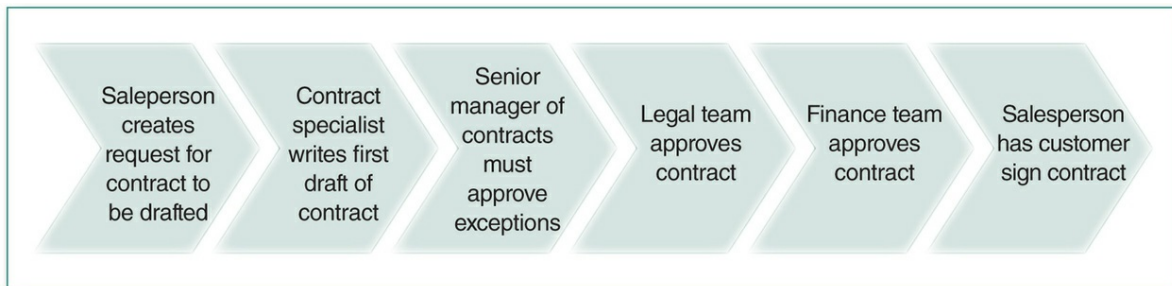 Saleperson
creates
request for
contract to
be drafted
Contract
specialist
writes first
draft of
contract
Senior
manager of
contracts
must
approve
exceptions
Legal team
approves
contract
Finance team
approves
contract
Salesperson
has customer
sign contract